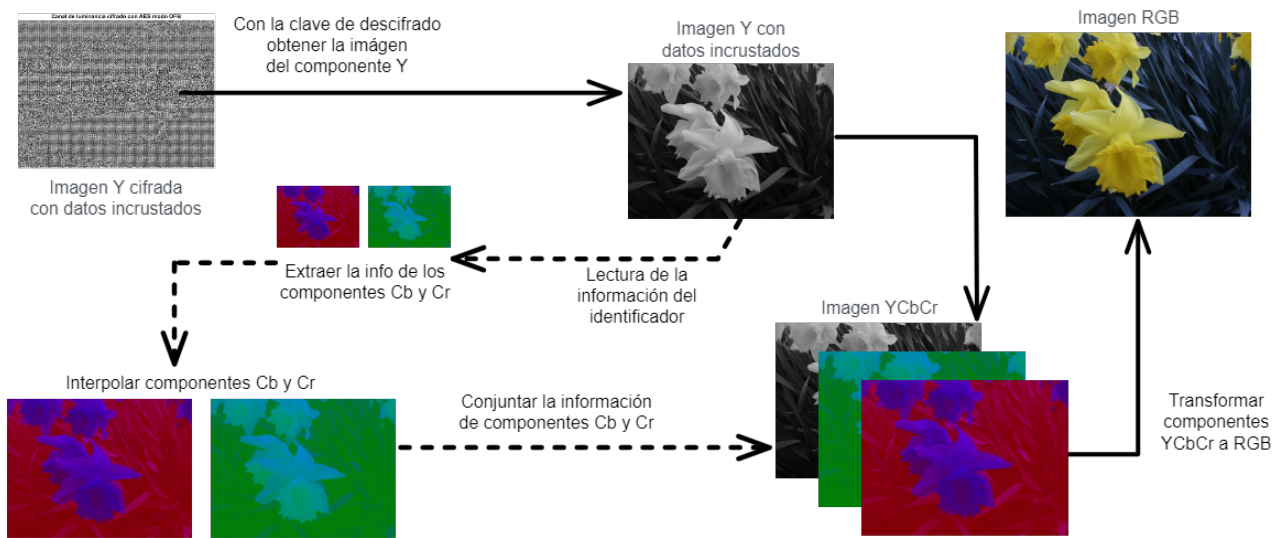 Canal de luminancia cifrado con AES modo OFB
Con la clave de descifrado
obtener la imágen
del componente Y
Imagen Y con
datos incrustados
Imagen RGB
Imagen Y cifrada
con datos incrustados
Extraer la info de los
componentes Cb y Cr
Lectura de la
información del
identificador
Imagen YCbCr
Interpolar componentes Cb y Cr
Conjuntar la información
de componentes Cb y Cr
Transformar
componentes
YCbCr a RGB